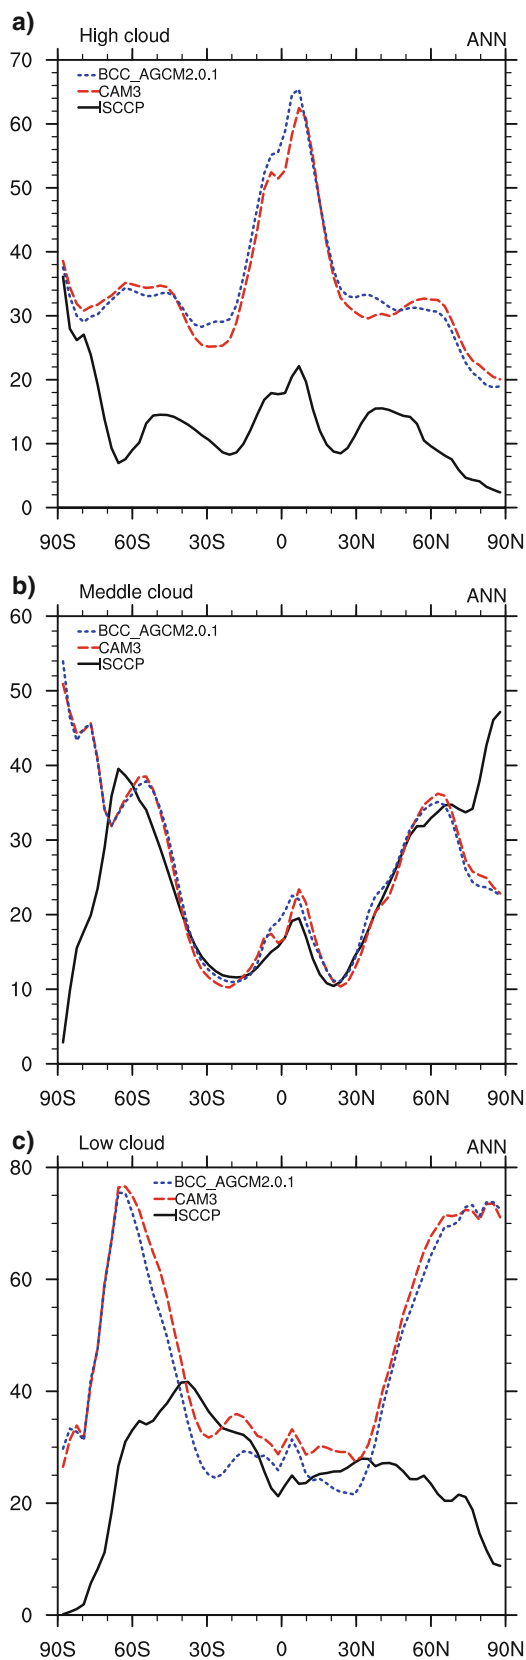 a)
High cloud ANN
70
BCC_AGCM2.0.1
CAM3
ISCCP
60
50
40
30
20
10
0
90S 60S 30S 0 30N 60N 90N
b)
Meddle cloud ANN
60
BCC_AGCM2.0.1
CAM3
ISCCP
50
40
30
20
10
0
90S 60S 30S 0 30N 60N 90N
c)
Low cloud ANN
80
BCC_AGCM2.0.1
CAM3
ISCCP
60
40
20
0
90S 60S 30S 0 30N 60N 90N